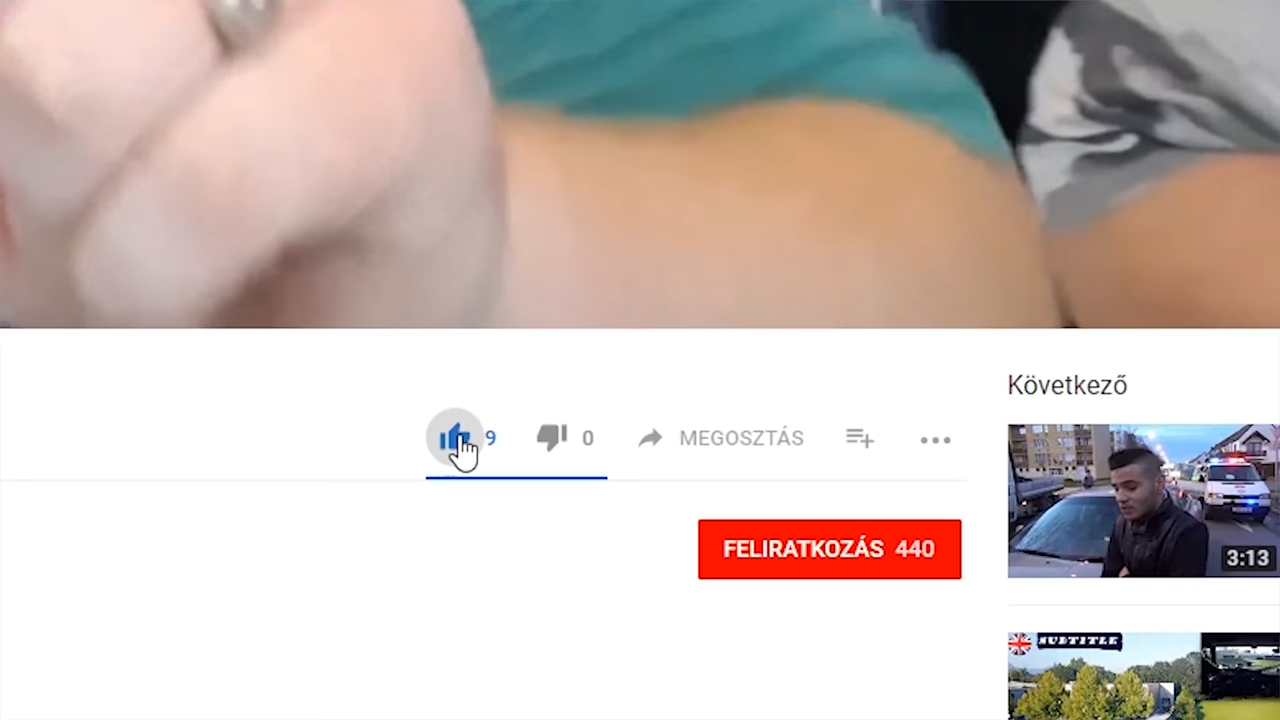 Következő
9
0
MEGOSZTÁS
FELIRATKOZÁS 440
3:13
SUBTITLE